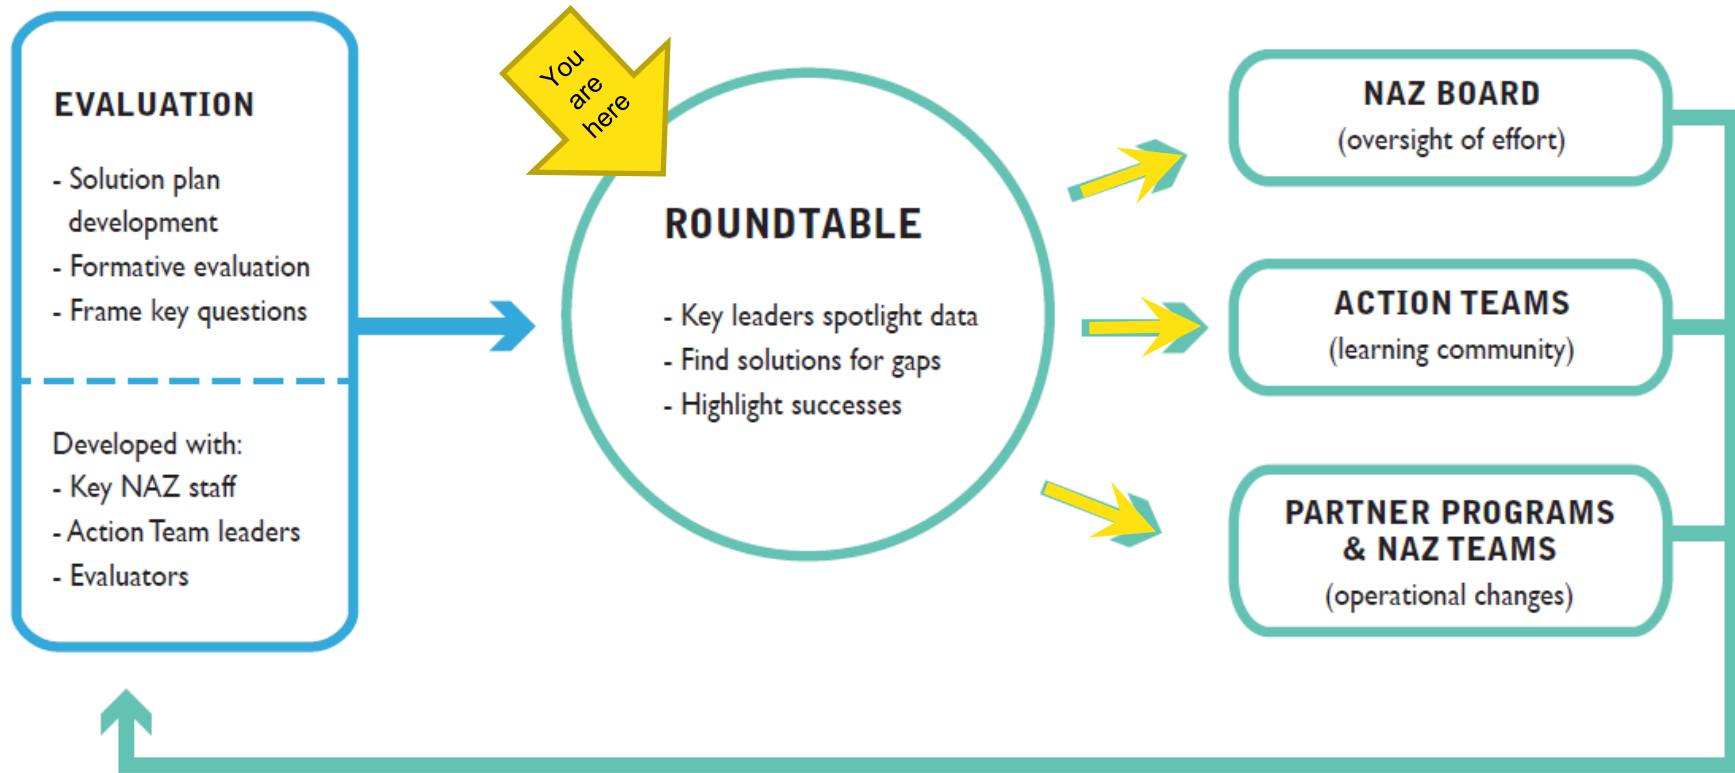 EVALUATION
- Solution plan
development
- Formative evaluation
- Frame key questions
Developed with:
- Key NAZ staff
- Action Team leaders
- Evaluators
You
are
here
ROUNDTABLE
- Key leaders spotlight data
- Find solutions for gaps
- Highlight successes
NAZ BOARD
(oversight of effort)
ACTION TEAMS
(learning community)
PARTNER PROGRAMS
& NAZ TEAMS
(operational changes)